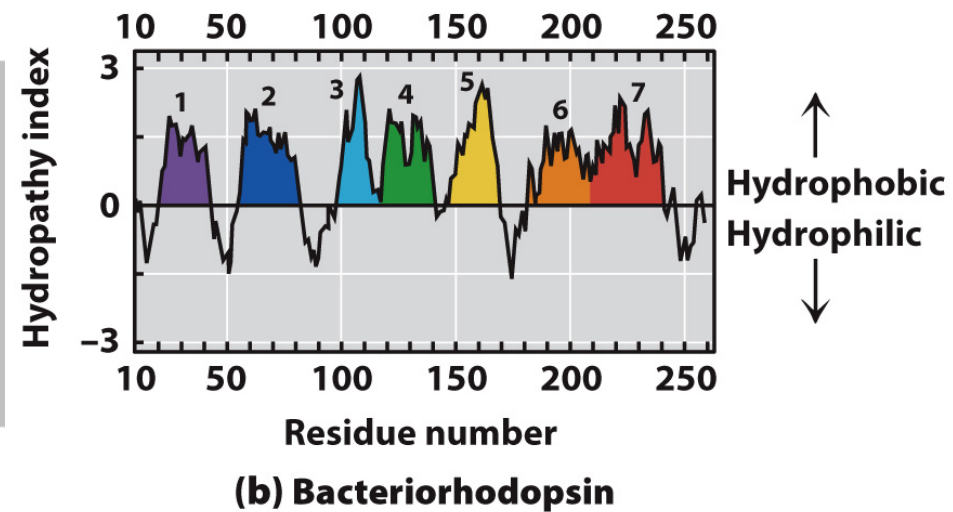 10 50 100 150 200 250
Hydropathy index
3
0
–3
1 2 3 4 5 6 7
Hydrophobic
Hydrophilic
10 50 100 150 200 250
Residue number
(b) Bacteriorhodopsin